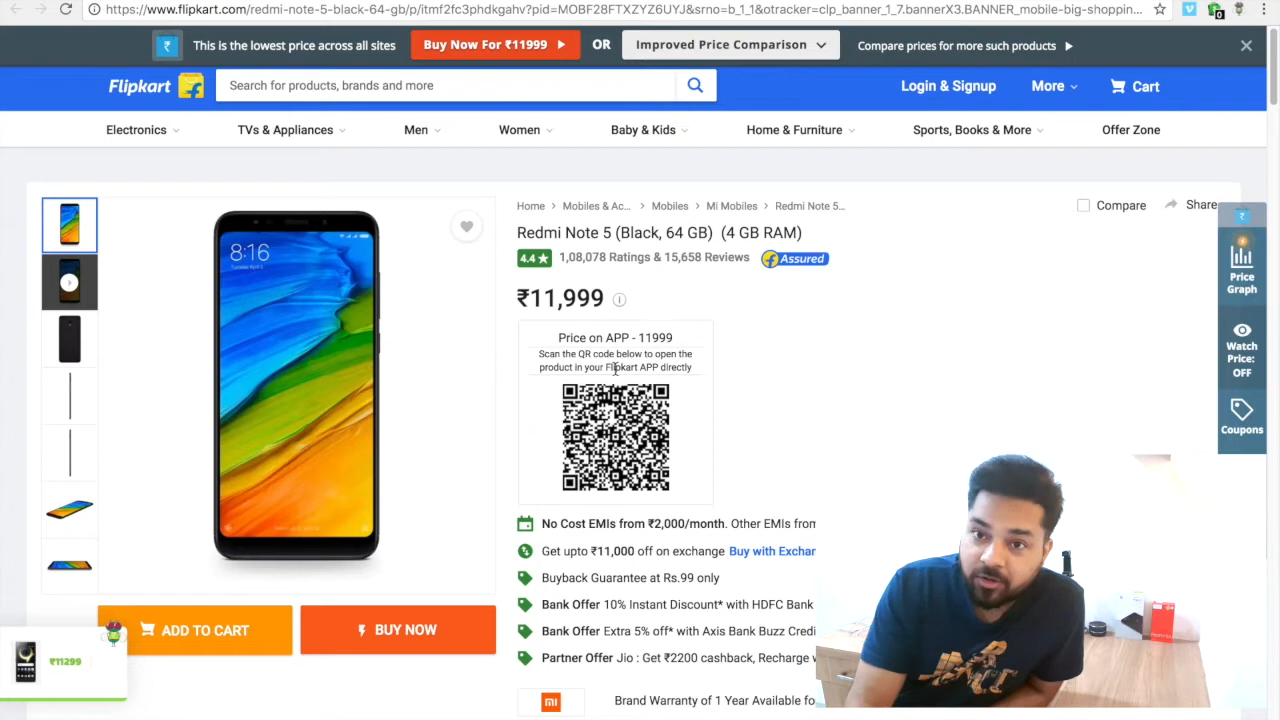 https://www.flipkart.com/redmi-note-5-black-64-gb/p/itmf2fc3phdkgahv?pid=MOBF28FTXZYZ6UYJ&srno=b_1_1&otracker=clp_banner_1_7.bannerX3.BANNER_mobile-big-shoppin...
This is the lowest price across all sites
Buy Now For ₹11999
OR
Improved Price Comparison
Compare prices for more such products
Flipkart
Search for products, brands and more
Login & Signup
More
Cart
Electronics
TVs & Appliances
Men
Women
Baby & Kids
Home & Furniture
Sports, Books & More
Offer Zone
Home > Mobiles & Ac... > Mobiles > Mi Mobiles > Redmi Note 5...
Compare
Share
Redmi Note 5 (Black, 64 GB) (4 GB RAM)
4.4 ★ 1,08,078 Ratings & 15,658 Reviews
Assured
8:16
₹11,999
Price on APP - 11999
Scan the QR code below to open the
product in your Flipkart APP directly
Price
Graph
Watch
Price:
OFF
Coupons
No Cost EMIs from ₹2,000/month. Other EMIs from
Get upto ₹11,000 off on exchange Buy with Exchan
Buyback Guarantee at Rs.99 only
Bank Offer 10% Instant Discount* with HDFC Bank
Bank Offer Extra 5% off* with Axis Bank Buzz Credi
Partner Offer Jio : Get ₹2200 cashback, Recharge
ADD TO CART
BUY NOW
₹11299
mi
Brand Warranty of 1 Year Available fo